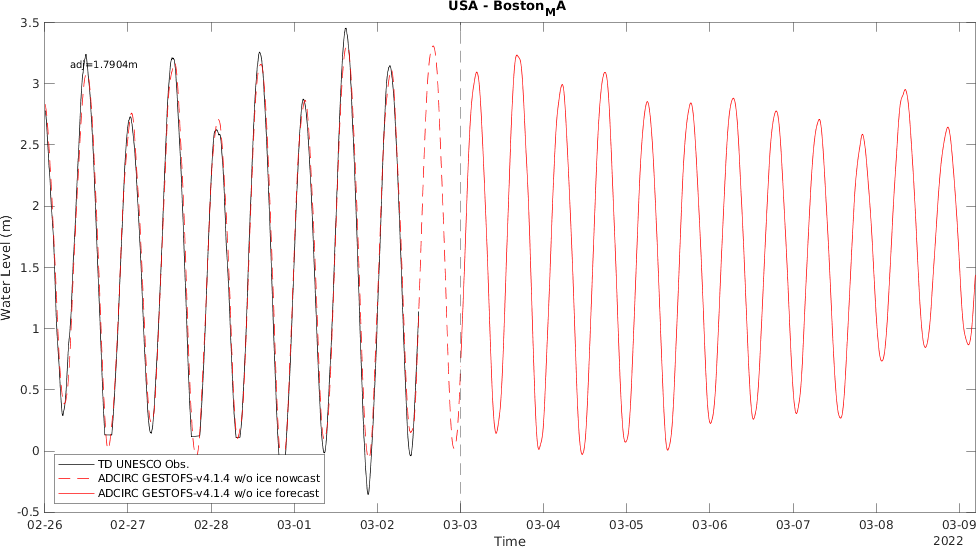 USA - Boston_MA
3.5
adj=1.7904m
3
2.5
2
1.5
1
0.5
0
-0.5
Water Level (m)
TD UNESCO Obs.
ADCIRC GESTOFS-v4.1.4 w/o ice nowcast
ADCIRC GESTOFS-v4.1.4 w/o ice forecast
02-26 02-27 02-28 03-01 03-02 03-03 03-04 03-05 03-06 03-07 03-08 03-09
Time
2022